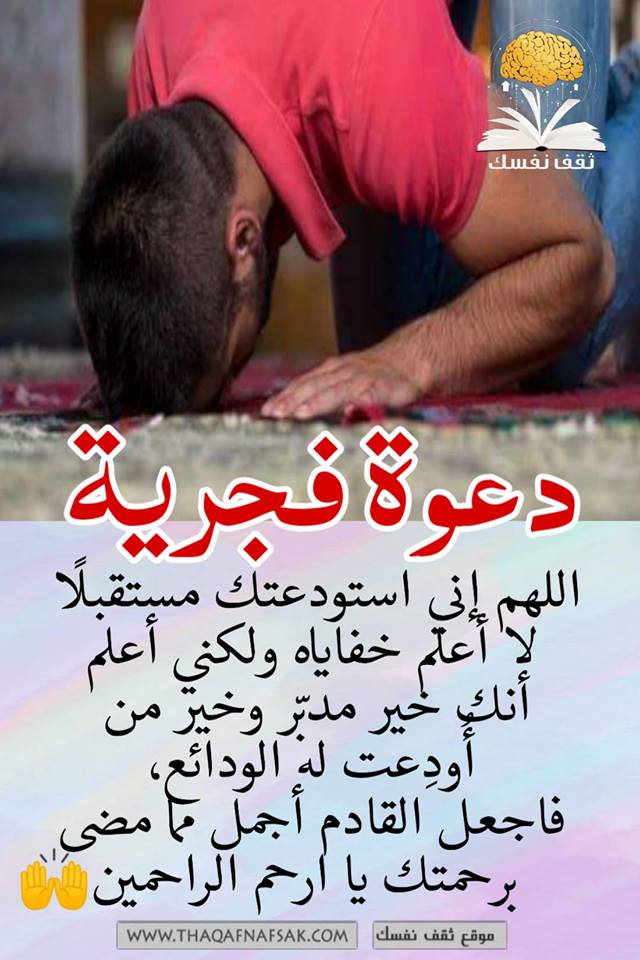 ثقف نفسك
دعوة فجرية
اللهم إني استودعتك مستقبلًا
لا أعلم خفاياه ولكني أعلم
أنك خير مدبّر وخير من
أُودِعت له الودائع،
فاجعل القادم أجمل مما مضى
برحمتك يا ارحم الراحمين🙌
WWW.THAQAFNAFSAK.COM موقع ثقف نفسك